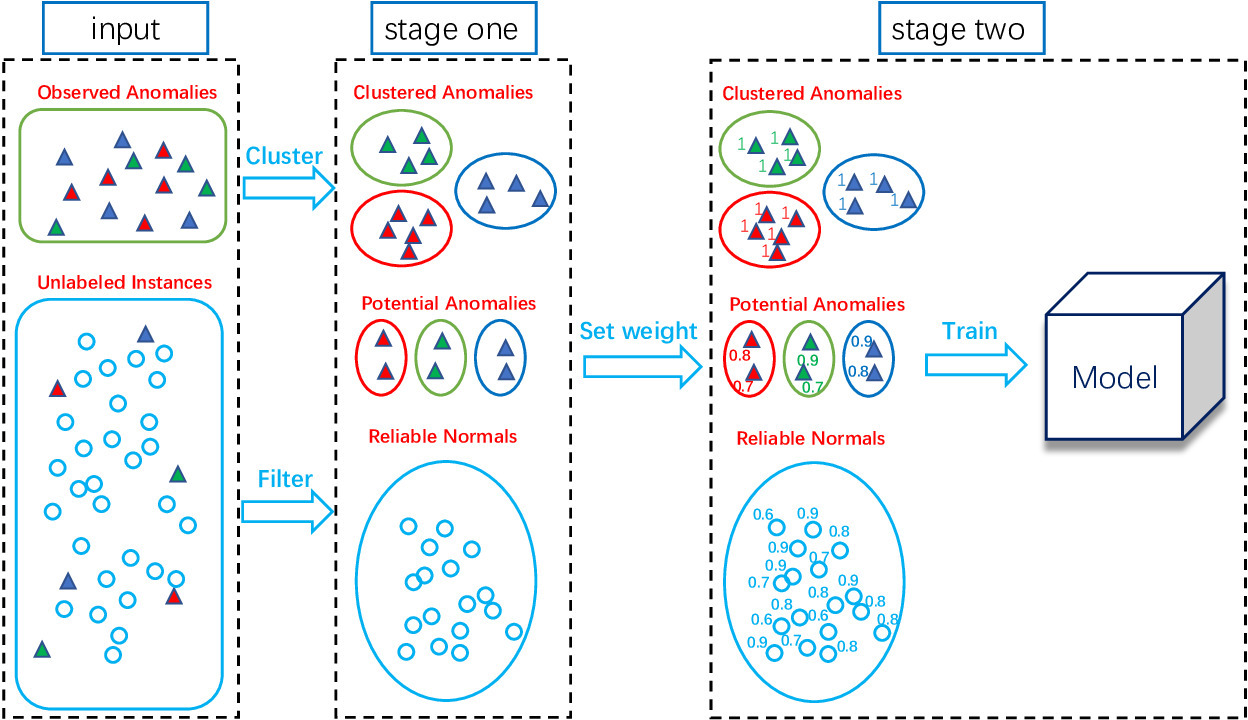 input
stage one
stage two
Observed Anomalies
Cluster
Unlabeled Instances
Filter
Clustered Anomalies
Potential Anomalies
Reliable Normals
Set weight
Clustered Anomalies
1 1
1
1
1 1
1
1
1 1
1 1
1
Potential Anomalies
0.8
0.7
0.9
0.7
0.9
0.8
Reliable Normals
0.6 0.9
0.8
0.9
0.7
0.9
0.7 0.9
0.8
0.8 0.8
0.6 0.6 0.8
0.9 0.7 0.8
Train
Model